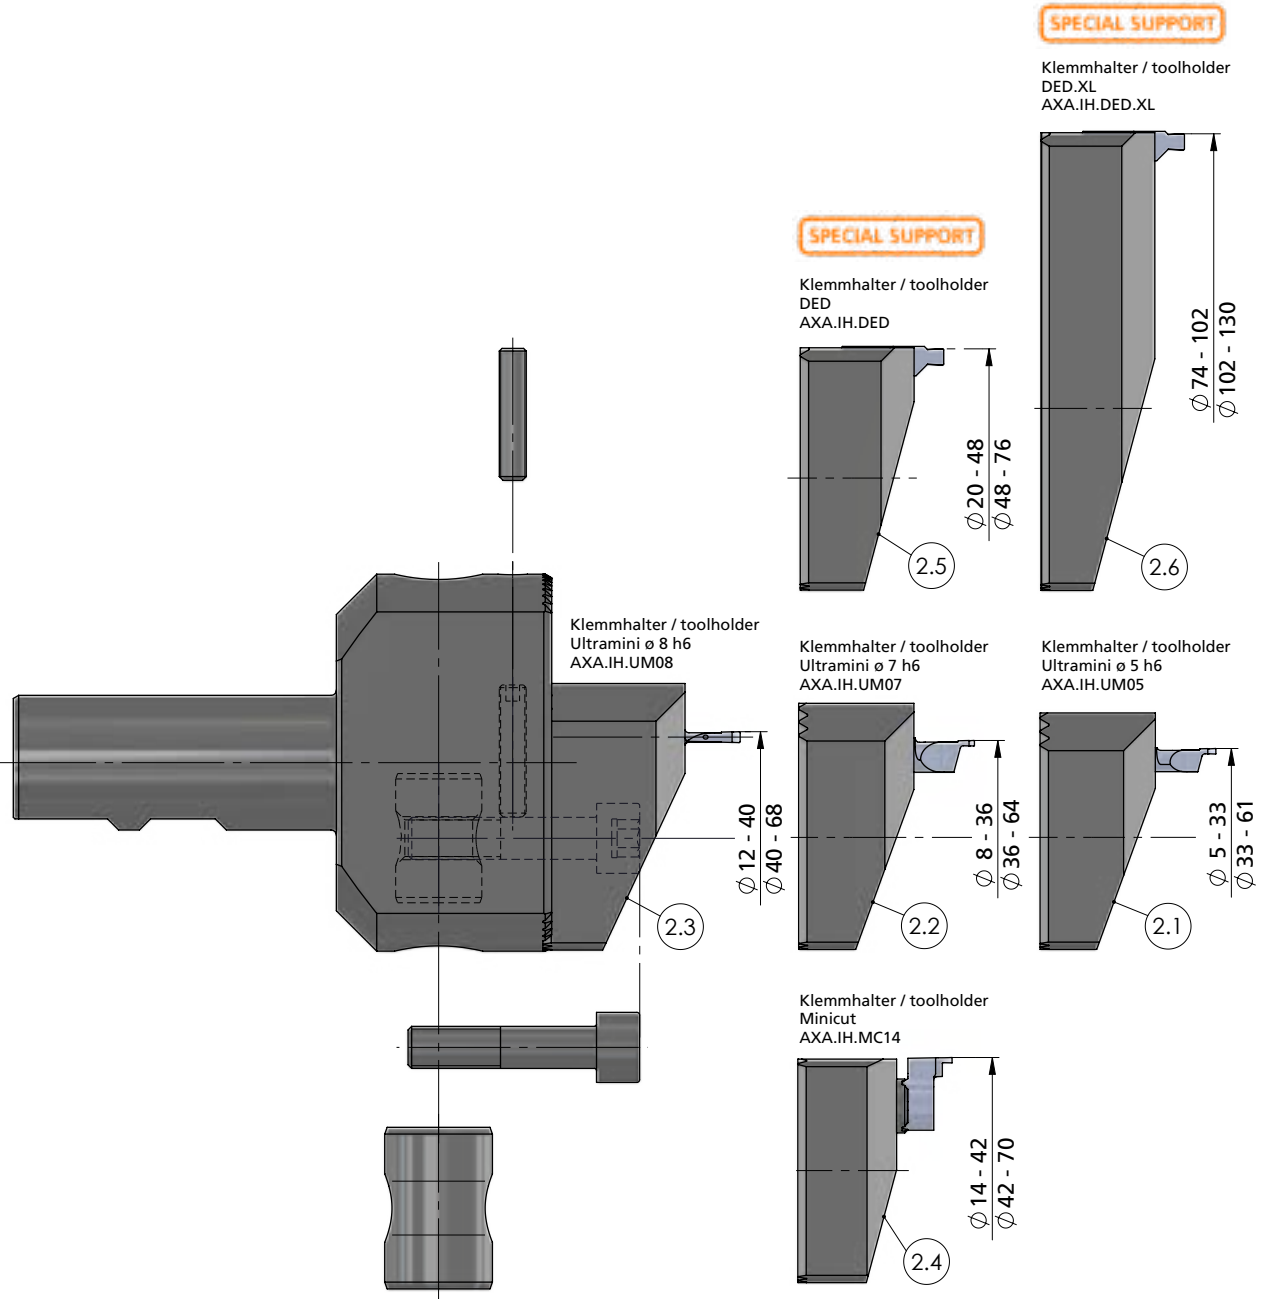 SPECIAL SUPPORT
Klemmhalter / toolholder
DED.XL
AXA.IH.DED.XL
∅ 74 - 102
∅ 102 - 130
2.6
SPECIAL SUPPORT
Klemmhalter / toolholder
DED
AXA.IH.DED
∅ 20 - 48
∅ 48 - 76
2.5
Klemmhalter / toolholder
Ultramini ø 8 h6
AXA.IH.UM08
∅ 12 - 40
∅ 40 - 68
2.3
Klemmhalter / toolholder
Ultramini ø 7 h6
AXA.IH.UM07
∅ 8 - 36
∅ 36 - 64
2.2
Klemmhalter / toolholder
Ultramini ø 5 h6
AXA.IH.UM05
∅ 5 - 33
∅ 33 - 61
2.1
Klemmhalter / toolholder
Minicut
AXA.IH.MC14
∅ 14 - 42
∅ 42 - 70
2.4